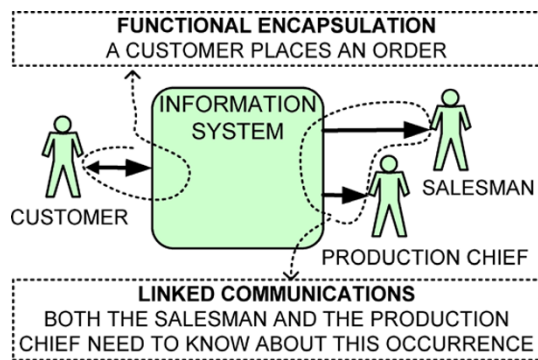 FUNCTIONAL ENCAPSULATION
A CUSTOMER PLACES AN ORDER
INFORMATION
SYSTEM
CUSTOMER
SALESMAN
PRODUCTION CHIEF
LINKED COMMUNICATIONS
BOTH THE SALESMAN AND THE PRODUCTION
CHIEF NEED TO KNOW ABOUT THIS OCCURRENCE